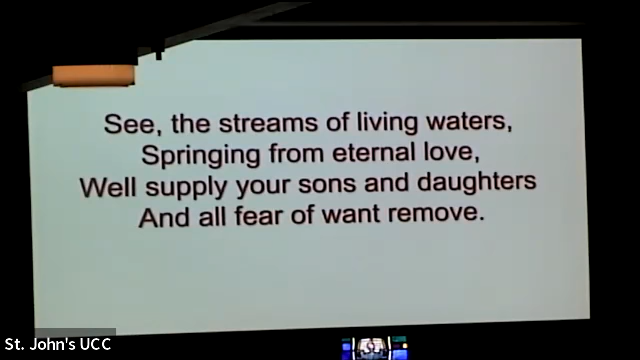 See, the streams of living waters,
Springing from eternal love,
Well supply your sons and daughters
And all fear of want remove.
St. John's UCC